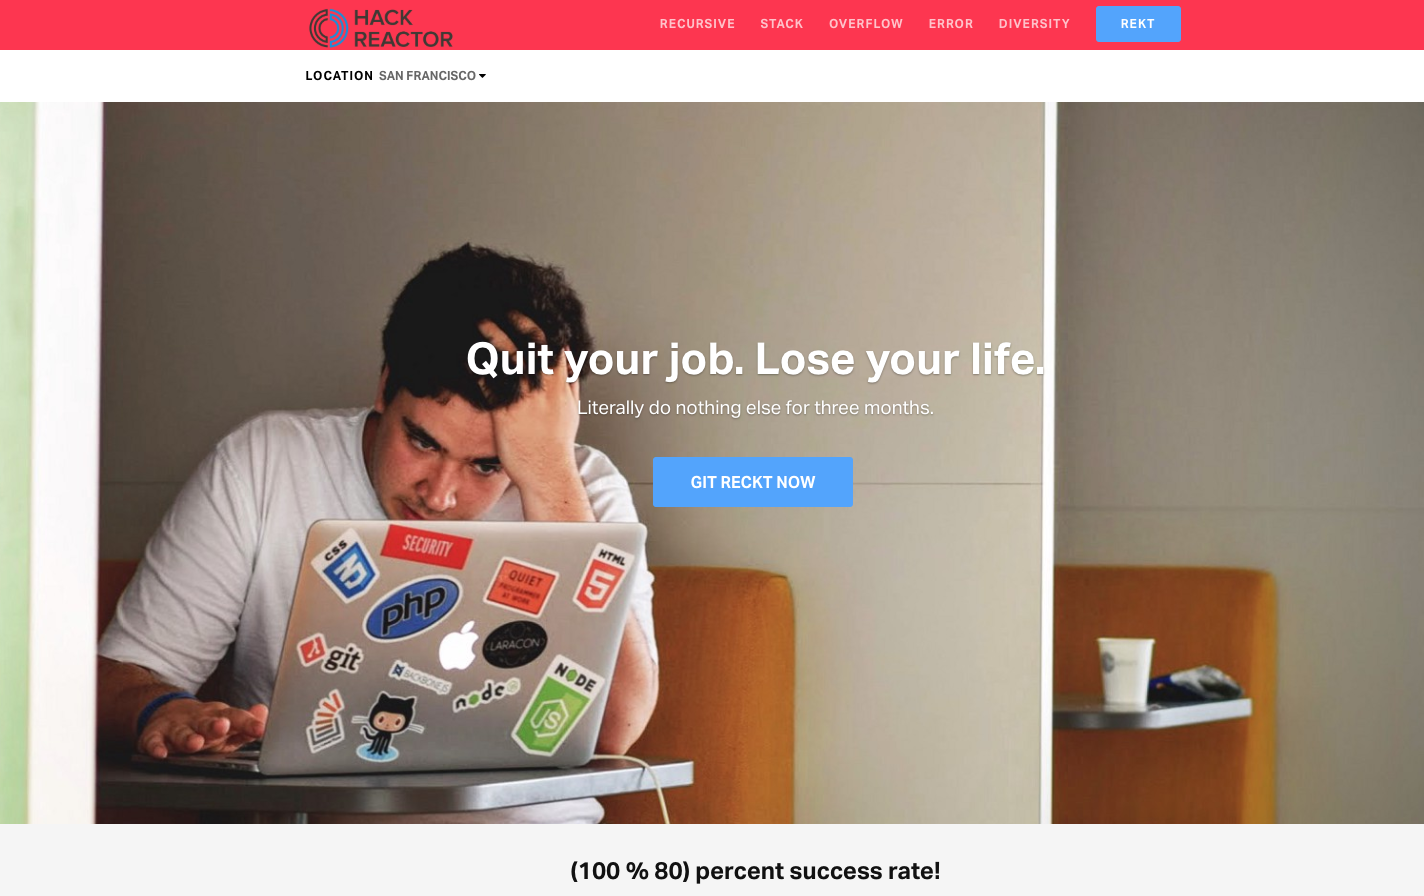 HACK
REACTOR
RECURSIVE STACK OVERFLOW ERROR DIVERSITY REKT
LOCATION SAN FRANCISCO
Quit your job. Lose your life.
Literally do nothing else for three months.
GIT RECKT NOW
SECURITY
CSS
HTML
5
QUIET
PROGRAMMER
AT WORK
php
LARACON
git
BACKBONE.JS
node
NODE
JS
(100 % 80) percent success rate!